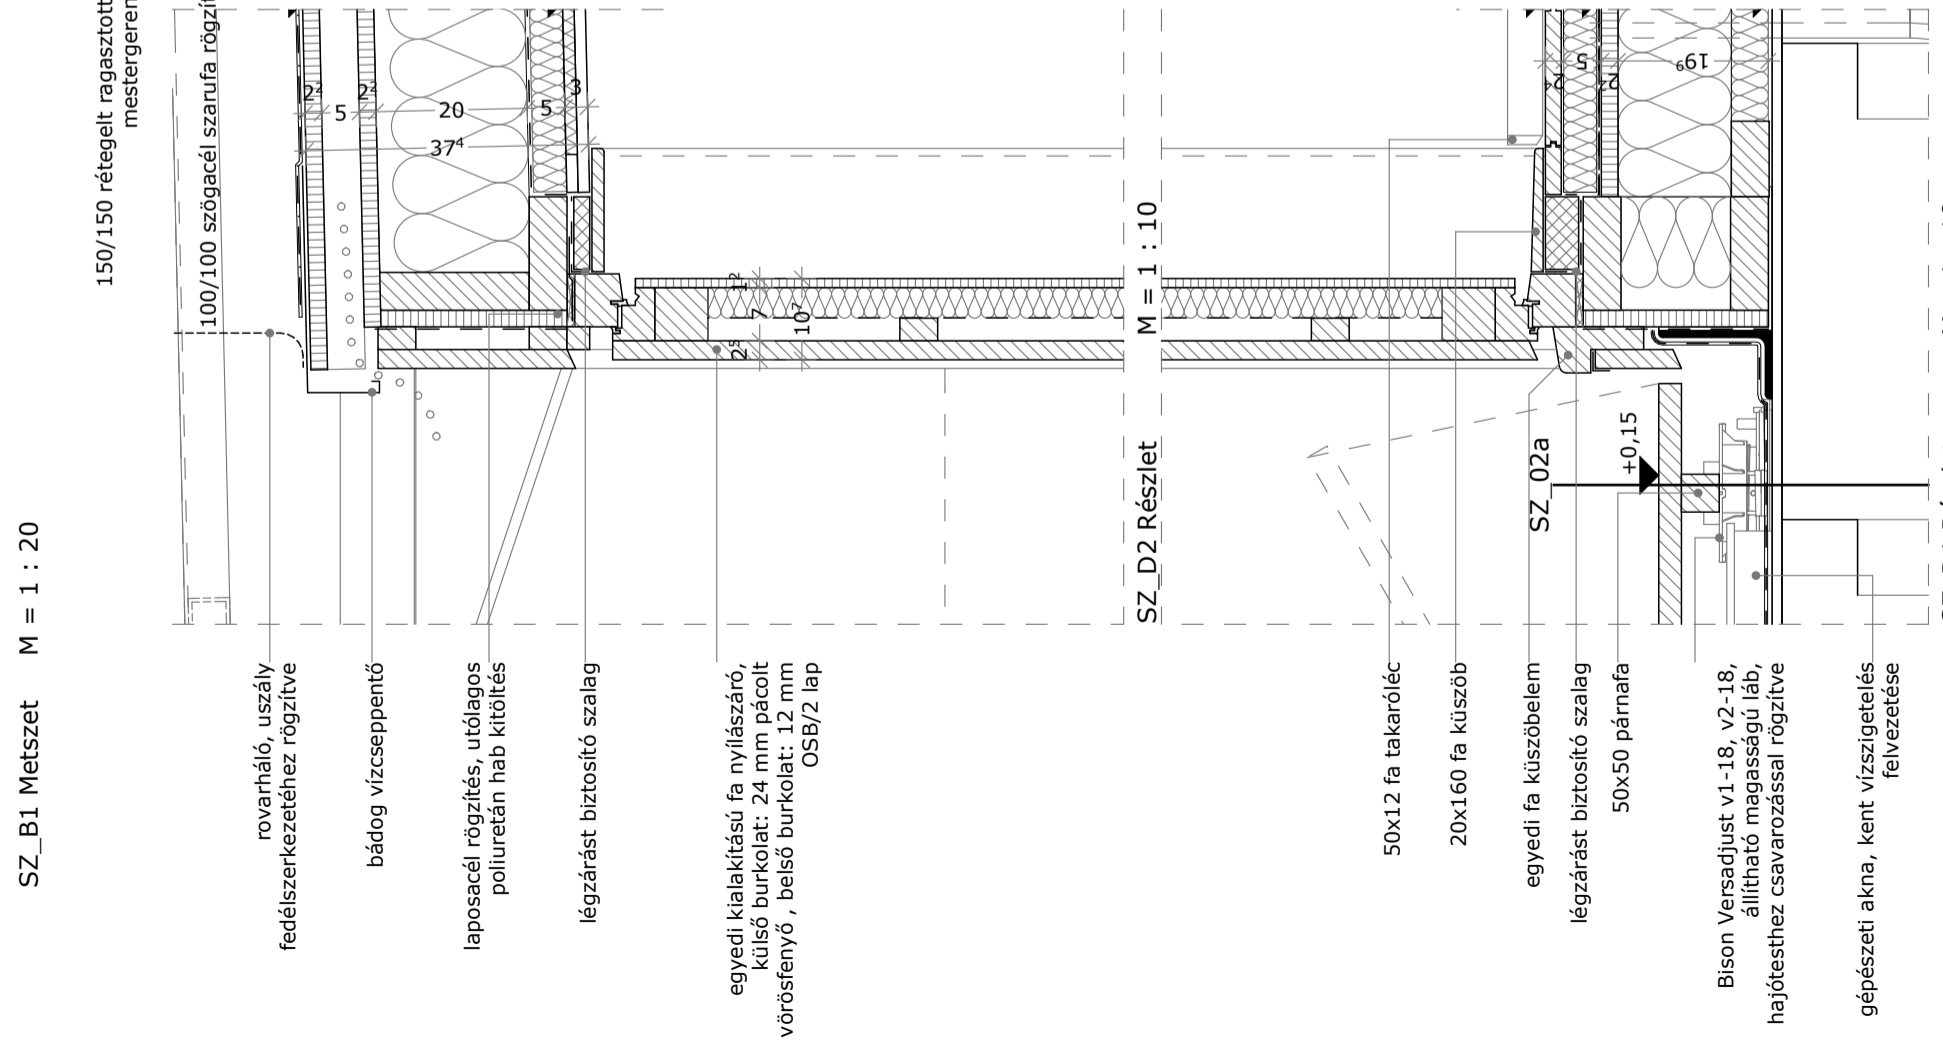 SZ_B1 Metszet M = 1 : 20
150/150 rétegelt ragasztott
100/100 szögacél szarufa
2²
5
2²
20
5
3
37⁴
1²
7
10⁷
2⁵
rovarháló, uszály
fedélszerkezetéhez rögzítve
bádog vízcseppentő
laposacél rögzítés, utólagos
poliuretán hab kitöltés
légzárást biztosító szalag
egyedi kialakítású fa nyílászáró,
külső burkolat: 24 mm pácolt
vörösfenyő , belső burkolat: 12 mm
OSB/2 lap
SZ_D2 Részlet M = 1 : 10
2⁴
5
2²
19⁹
SZ_02a
+0,15
50x12 fa takaróléc
20x160 fa küszöb
egyedi fa küszöbelem
légzárást biztosító szalag
50x50 párnafa
Bison Versadjust v1-18, v2-18,
állítható magasságú láb,
hajótesthez csavarozással rögzítve
gépészeti akna, kent vízszigetelés
felvezetése